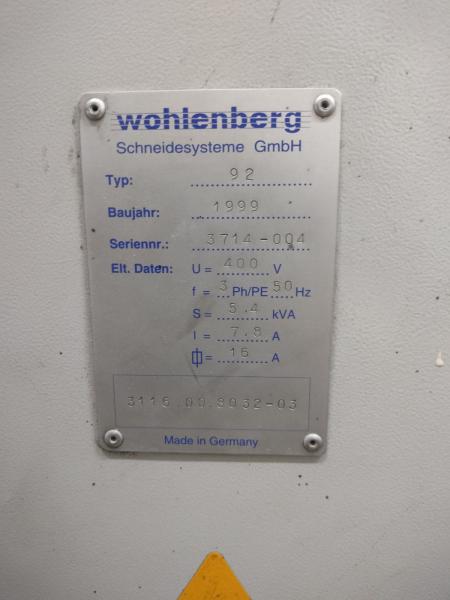 wohlenberg
Schneidesysteme GmbH
Typ: 92
Baujahr: 1999
Seriennr.: 3714-004
Elt. Daten: U = 400 V
f = 3 Ph/PE 50 Hz
S = 5.4 kVA
I = 7.8 A
= 16 A
3116.00.8032-03
Made in Germany